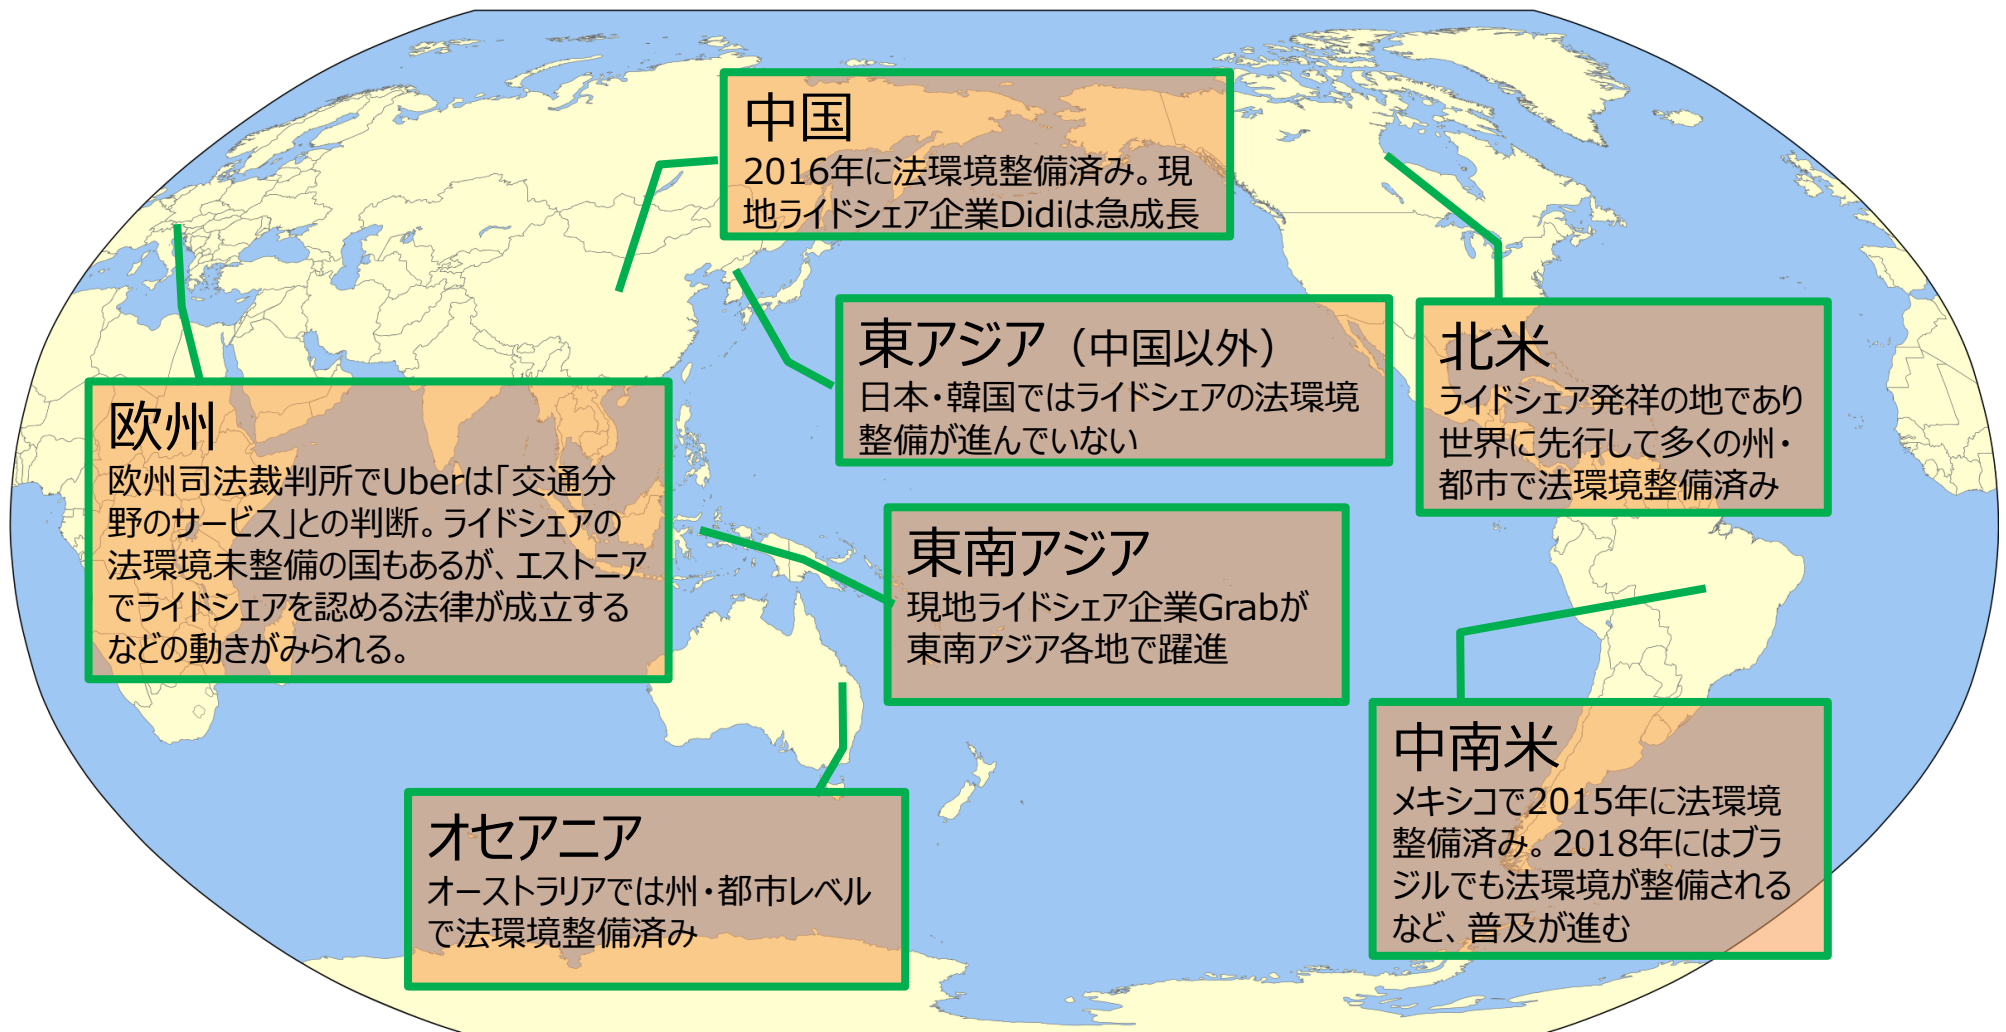 中国
2016年に法環境整備済み。現
地ライドシェア企業Didiは急成長
東アジア（中国以外）
日本・韓国ではライドシェアの法環境
整備が進んでいない
北米
ライドシェア発祥の地であり
世界に先行して多くの州・
都市で法環境整備済み
欧州
欧州司法裁判所でUberは「交通分
野のサービス」との判断。ライドシェアの
法環境未整備の国もあるが、エストニア
でライドシェアを認める法律が成立する
などの動きがみられる。
東南アジア
現地ライドシェア企業Grabが
東南アジア各地で躍進
オセアニア
オーストラリアでは州・都市レベル
で法環境整備済み
中南米
メキシコで2015年に法環境
整備済み。2018年にはブラ
ジルでも法環境が整備される
など、普及が進む